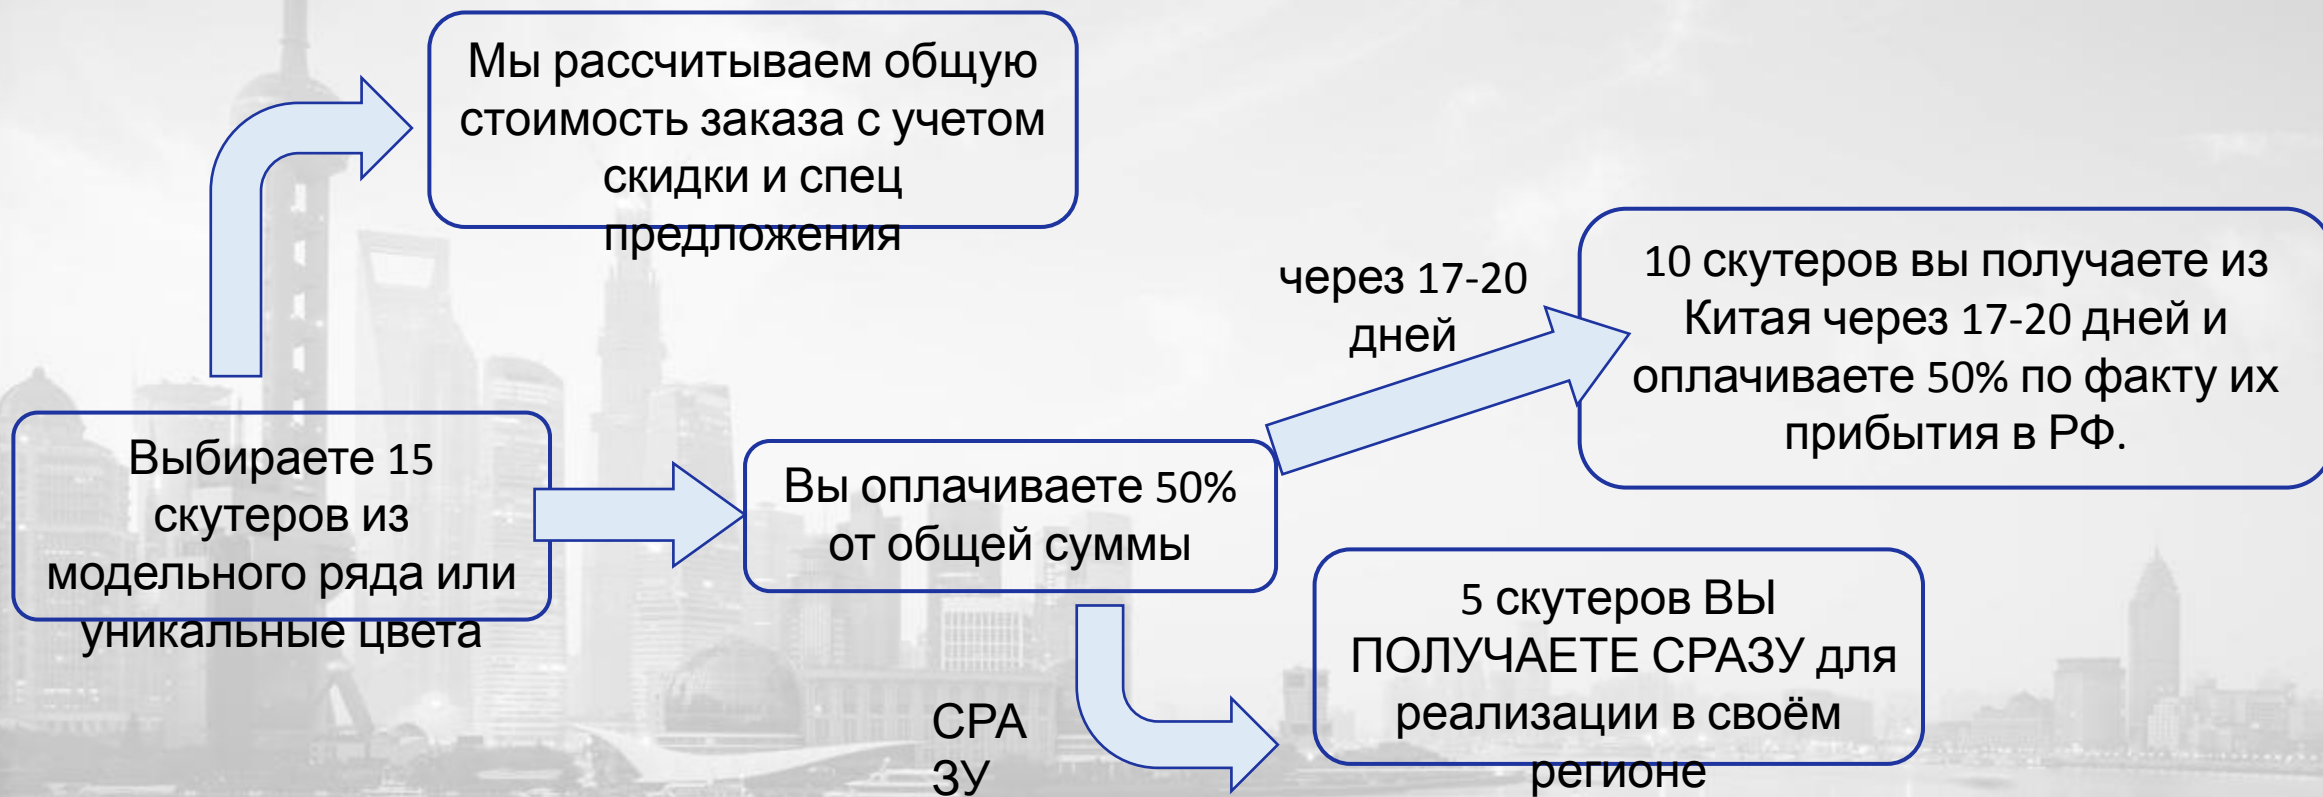 Мы рассчитываем общую
стоимость заказа с учетом
скидки и спец
предложения
Выбираете 15
скутеров из
модельного ряда или
уникальные цвета
Вы оплачиваете 50%
от общей суммы
через 17-20
дней
10 скутеров вы получаете из
Китая через 17-20 дней и
оплачиваете 50% по факту их
прибытия в РФ.
СРА
ЗУ
5 скутеров ВЫ
ПОЛУЧАЕТЕ СРАЗУ для
реализации в своём
регионе